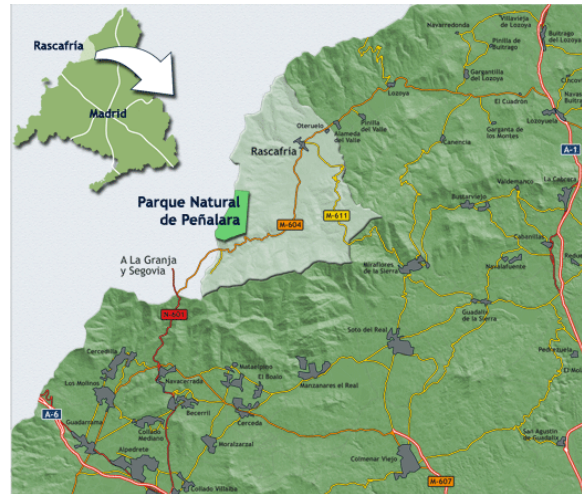 Rascafría
Madrid
Villavieja
de Lozoya
Navarredonda
Buitrago
del Lozoya
Pinilla de
Buitrago
Gargantilla
del Lozoya
Lozoya
El Cuadrón
Lozoyuela
Oteruelo
Pinilla
del Valle
Alameda
del Valle
Rascafría
Canencia
Garganta de
los Montes
A-1
Parque Natural
de Peñalara
Valdemanco
La Cabrera
Bustarviejo
M-611
M-604
Cabanillas
A La Granja
y Segovia
Miraflores
de la Sierra
Navalafuente
Guadalix
de la Sierra
N-601
Soto del Real
Pedrezuela
Cercedilla
Matalpino
El Boalo
Los Molinos
Navacerrada
Manzanares el Real
A-6
Becerril
Guadarrama
Collado
Mediano
Cerceda
Alpedrete
Moralzarzal
San Agustín
de Guadalix
Colmenar Viejo
M-607
Collado Villalba